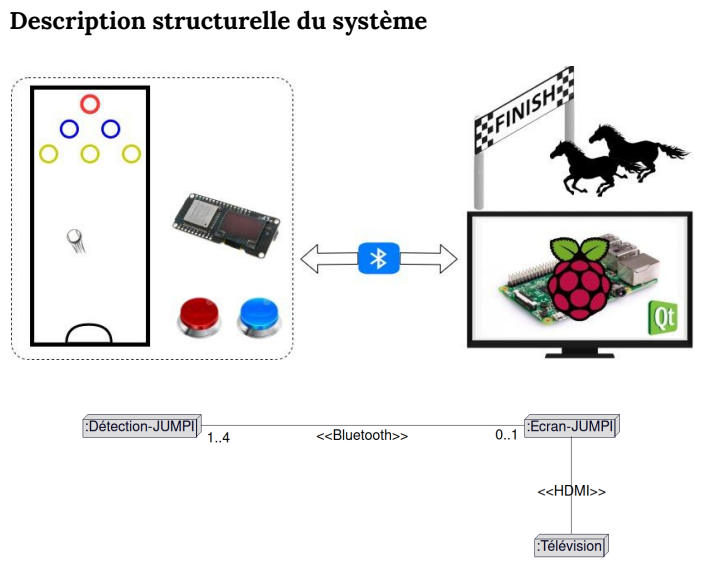 Description structurelle du système
FINISH
Qt
:Détection-JUMPI
1..4
<<Bluetooth>>
0..1
:Ecran-JUMPI
<<HDMI>>
:Télévision